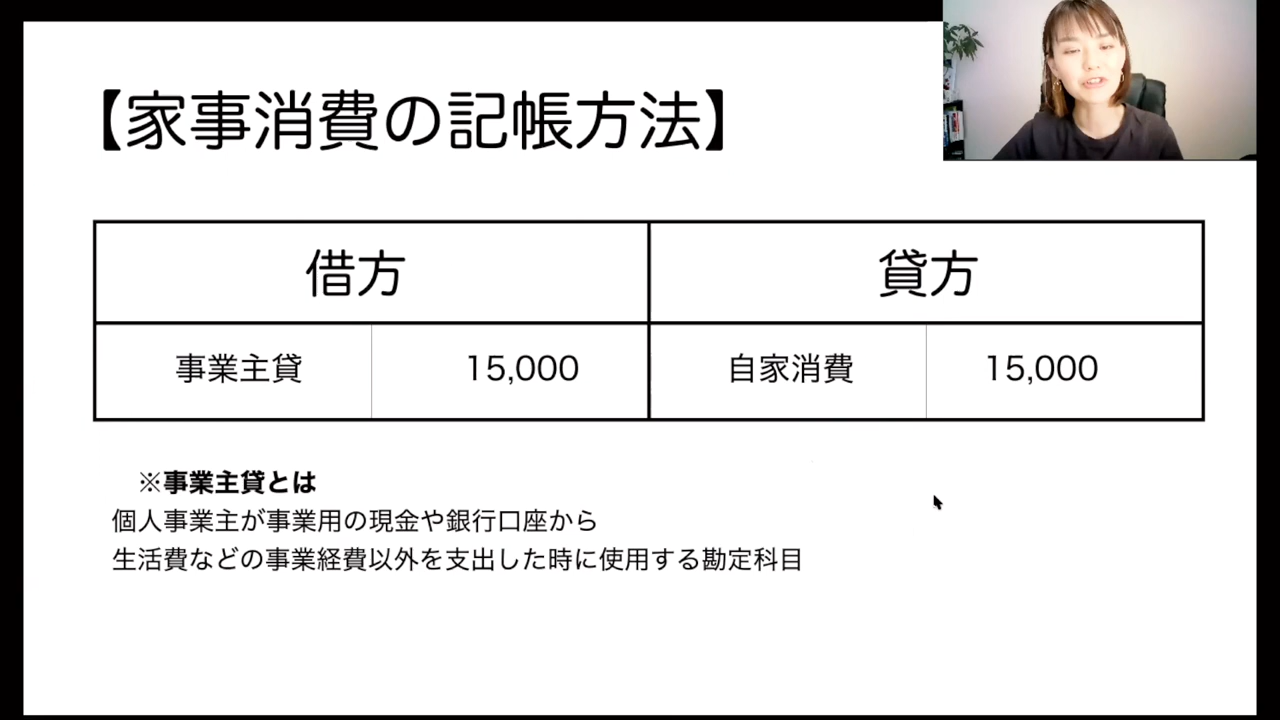 【家事消費の記帳方法】
借方 貸方
事業主貸 15,000 自家消費 15,000
※事業主貸とは
個人事業主が事業用の現金や銀行口座から
生活費などの事業経費以外を支出した時に使用する勘定科目